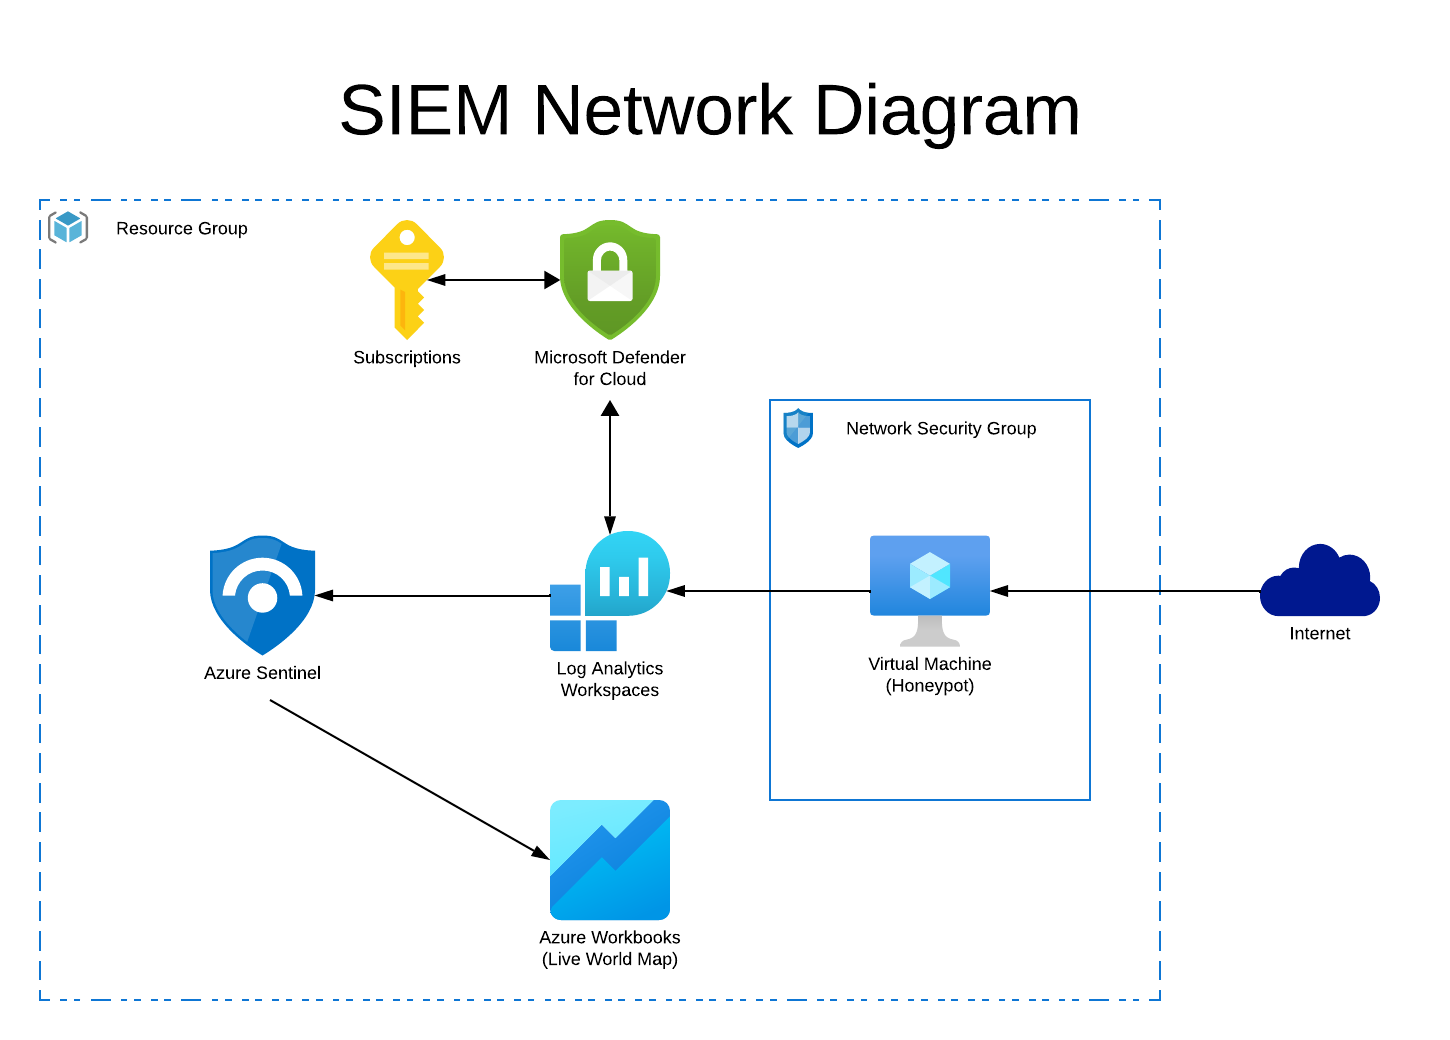 SIEM Network Diagram
Resource Group
Subscriptions
Microsoft Defender
for Cloud
Network Security Group
Azure Sentinel
Log Analytics
Workspaces
Virtual Machine
(Honeypot)
Internet
Azure Workbooks
(Live World Map)